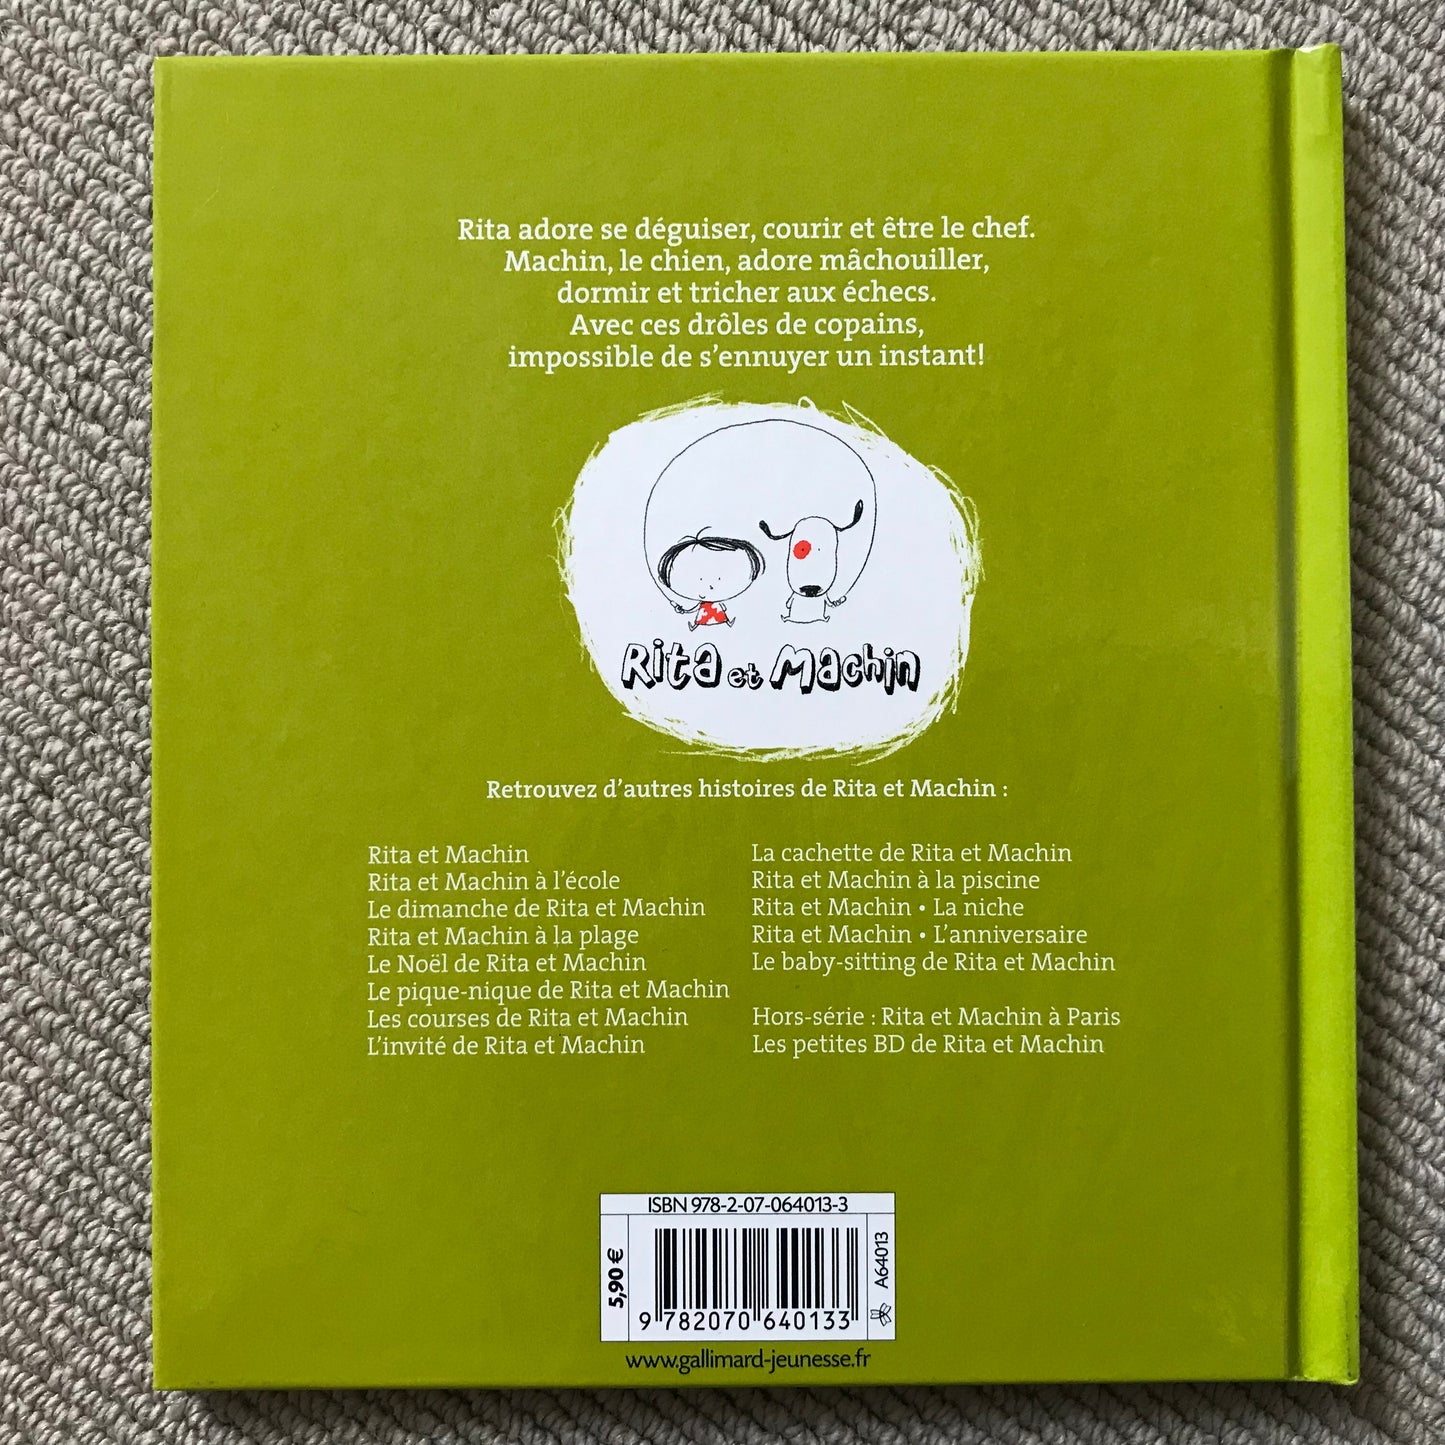 Rita adore se déguiser, courir et être le chef.
Machin, le chien, adore mâchouiller,
dormir et tricher aux échecs.
Avec ces drôles de copains,
impossible de s'ennuyer un instant!
Rita et Machin
Retrouvez d'autres histoires de Rita et Machin :
Rita et Machin
Rita et Machin à l'école
Le dimanche de Rita et Machin
Rita et Machin à la plage
Le Noël de Rita et Machin
Le pique-nique de Rita et Machin
Les courses de Rita et Machin
L'invité de Rita et Machin
La cachette de Rita et Machin
Rita et Machin à la piscine
Rita et Machin • La niche
Rita et Machin • L'anniversaire
Le baby-sitting de Rita et Machin
Hors-série : Rita et Machin à Paris
Les petites BD de Rita et Machin
ISBN 978-2-07-064013-3
5,90 €
A64013
9 782070 640133
www.gallimard-jeunesse.fr